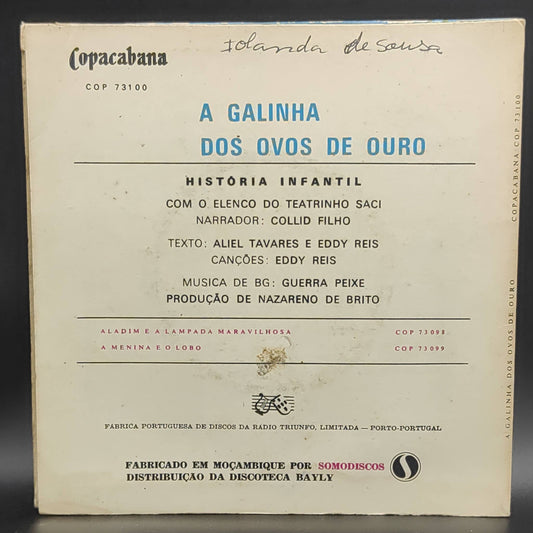 Copacabana
Iolanda de Sousa
COP 73100
A GALINHA
DOS OVOS DE OURO
HISTÓRIA INFANTIL
COM O ELENCO DO TEATRINHO SACI
NARRADOR: COLLID FILHO
TEXTO: ALIEL TAVARES E EDDY REIS
CANÇÕES: EDDY REIS
MUSICA DE BG: GUERRA PEIXE
PRODUÇÃO DE NAZARENO DE BRITO
ALADIM E A LAMPADA MARAVILHOSA COP 73098
A MENINA E O LOBO COP 73099
FÁBRICA PORTUGUESA DE DISCOS DA RÁDIO TRIUNFO, LIMITADA — PORTO-PORTUGAL
FABRICADO EM MOÇAMBIQUE POR SOMODISCOS
DISTRIBUIÇÃO DA DISCOTECA BAYLY
A GALINHA DOS OVOS DE OURO COPACABANA COP 73100